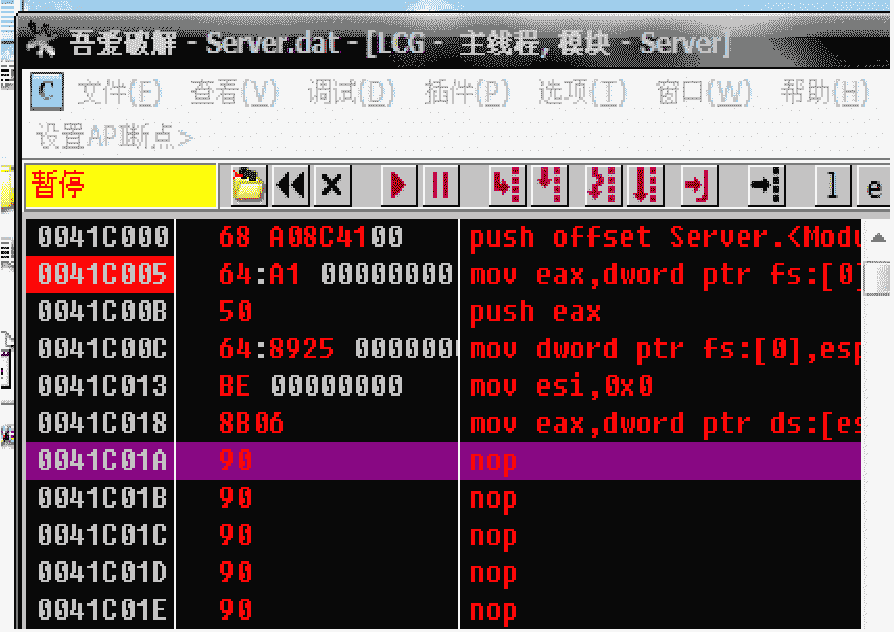 吾爱破解 - Server.dat - [LCG 主线程, 模块 - Server]
C 文件(F) 查看(V) 调试(D) 插件(P) 选项(T) 窗口(W) 帮助(H)
设置API断点>
暂停 l e
0041C000 68 A08C4100 push offset Server.<Modu
0041C005 64:A1 00000000 mov eax,dword ptr fs:[0]
0041C00B 50 push eax
0041C00C 64:8925 0000000 mov dword ptr fs:[0],esp
0041C013 BE 00000000 mov esi,0x0
0041C018 8B06 mov eax,dword ptr ds:[es
0041C01A 90 nop
0041C01B 90 nop
0041C01C 90 nop
0041C01D 90 nop
0041C01E 90 nop